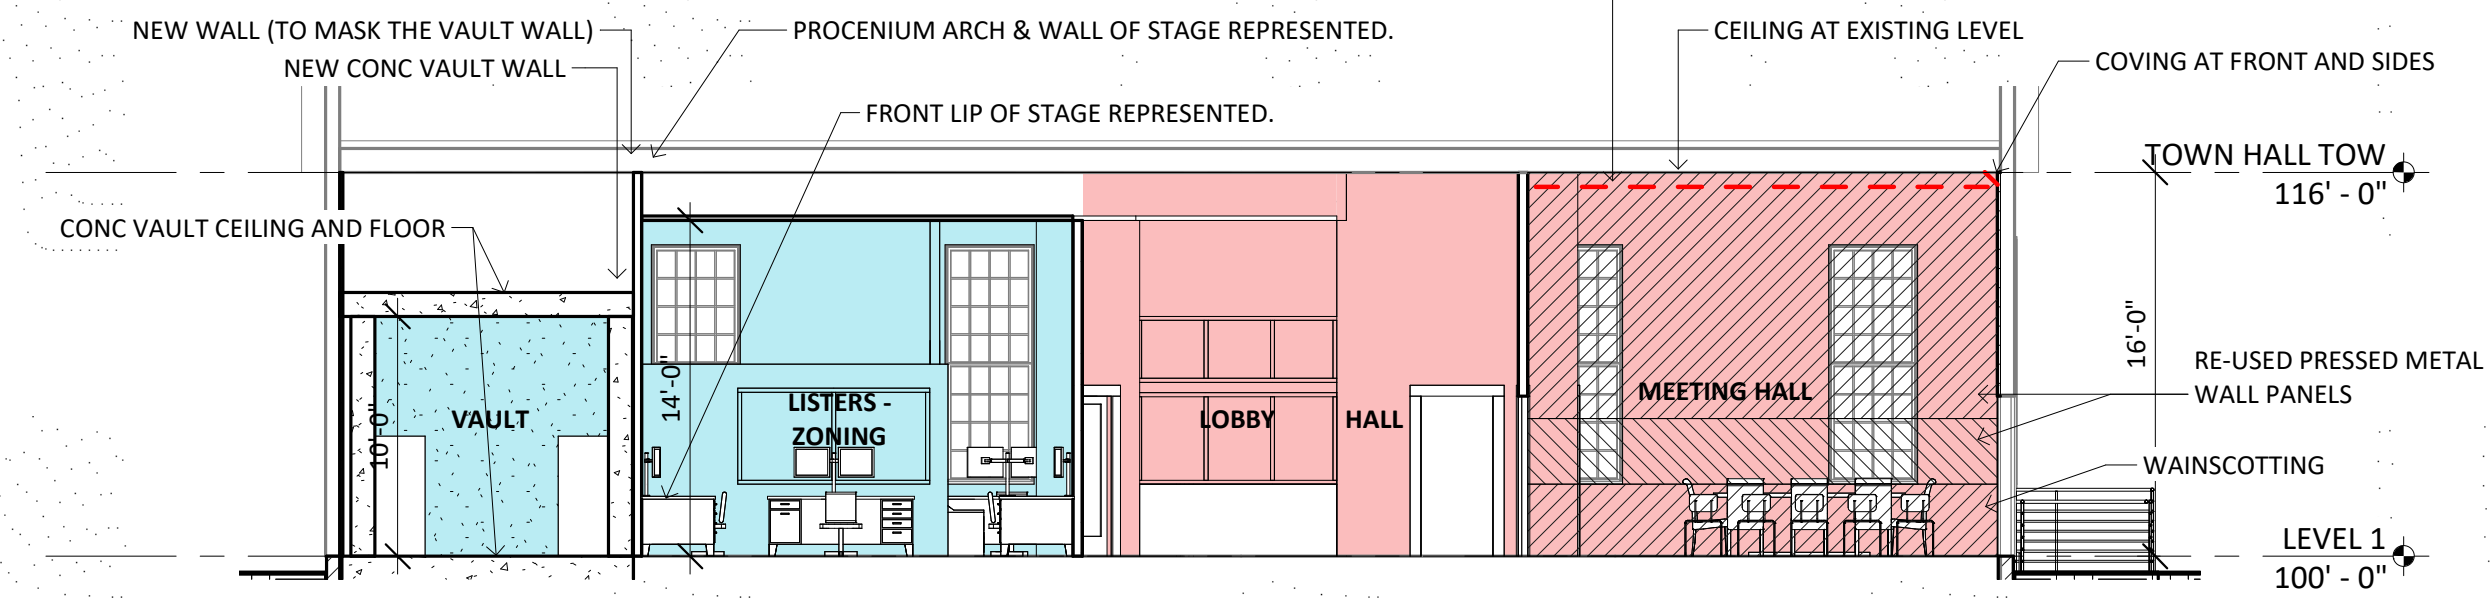 NEW WALL (TO MASK THE VAULT WALL)
PROCENIUM ARCH & WALL OF STAGE REPRESENTED.
CEILING AT EXISTING LEVEL
NEW CONC VAULT WALL
COVING AT FRONT AND SIDES
FRONT LIP OF STAGE REPRESENTED.
TOWN HALL TOW
116' - 0"
CONC VAULT CEILING AND FLOOR
16'-0"
RE-USED PRESSED METAL
WALL PANELS
14'-0"
10'-0"
VAULT
LISTERS -
ZONING
LOBBY
HALL
MEETING HALL
WAINSCOTTING
LEVEL 1
100' - 0"